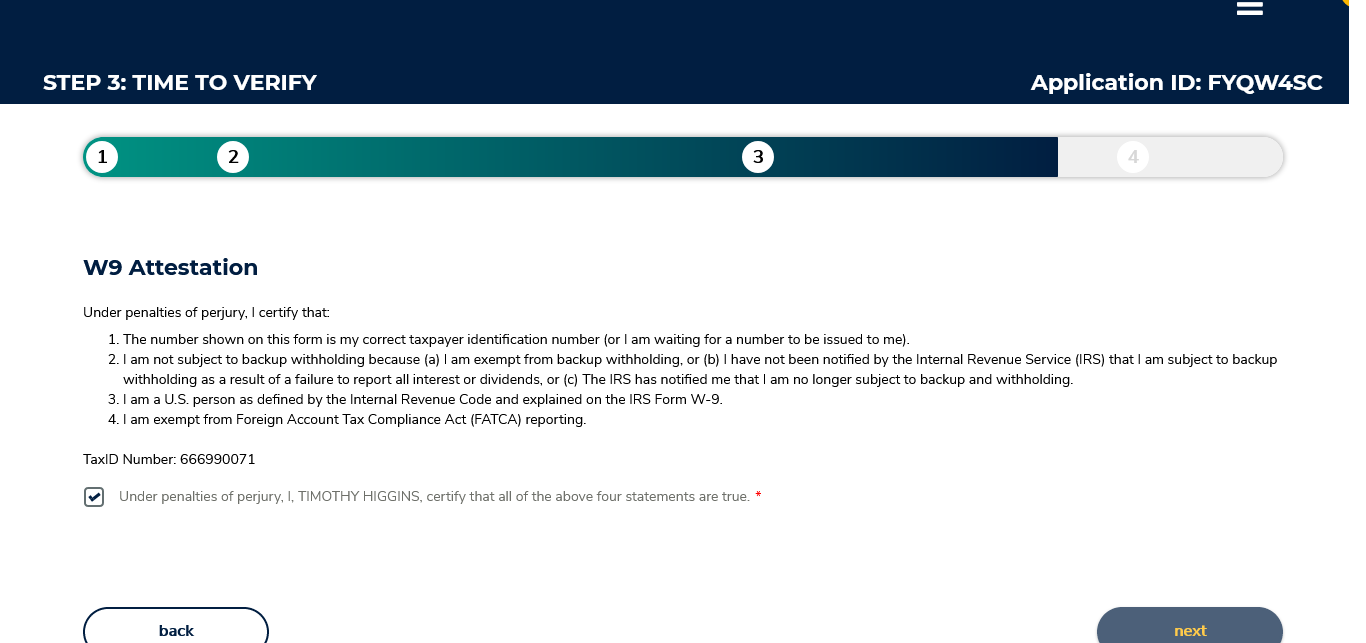 STEP 3: TIME TO VERIFY
Application ID: FYQW4SC
1
2
3
4
W9 Attestation
Under penalties of perjury, I certify that:
1. The number shown on this form is my correct taxpayer identification number (or I am waiting for a number to be issued to me).
2. I am not subject to backup withholding because (a) I am exempt from backup withholding, or (b) I have not been notified by the Internal Revenue Service (IRS) that I am subject to backup
withholding as a result of a failure to report all interest or dividends, or (c) The IRS has notified me that I am no longer subject to backup and withholding.
3. I am a U.S. person as defined by the Internal Revenue Code and explained on the IRS Form W-9.
4. I am exempt from Foreign Account Tax Compliance Act (FATCA) reporting.
TaxID Number: 666990071
Under penalties of perjury, I, TIMOTHY HIGGINS, certify that all of the above four statements are true. *
back
next